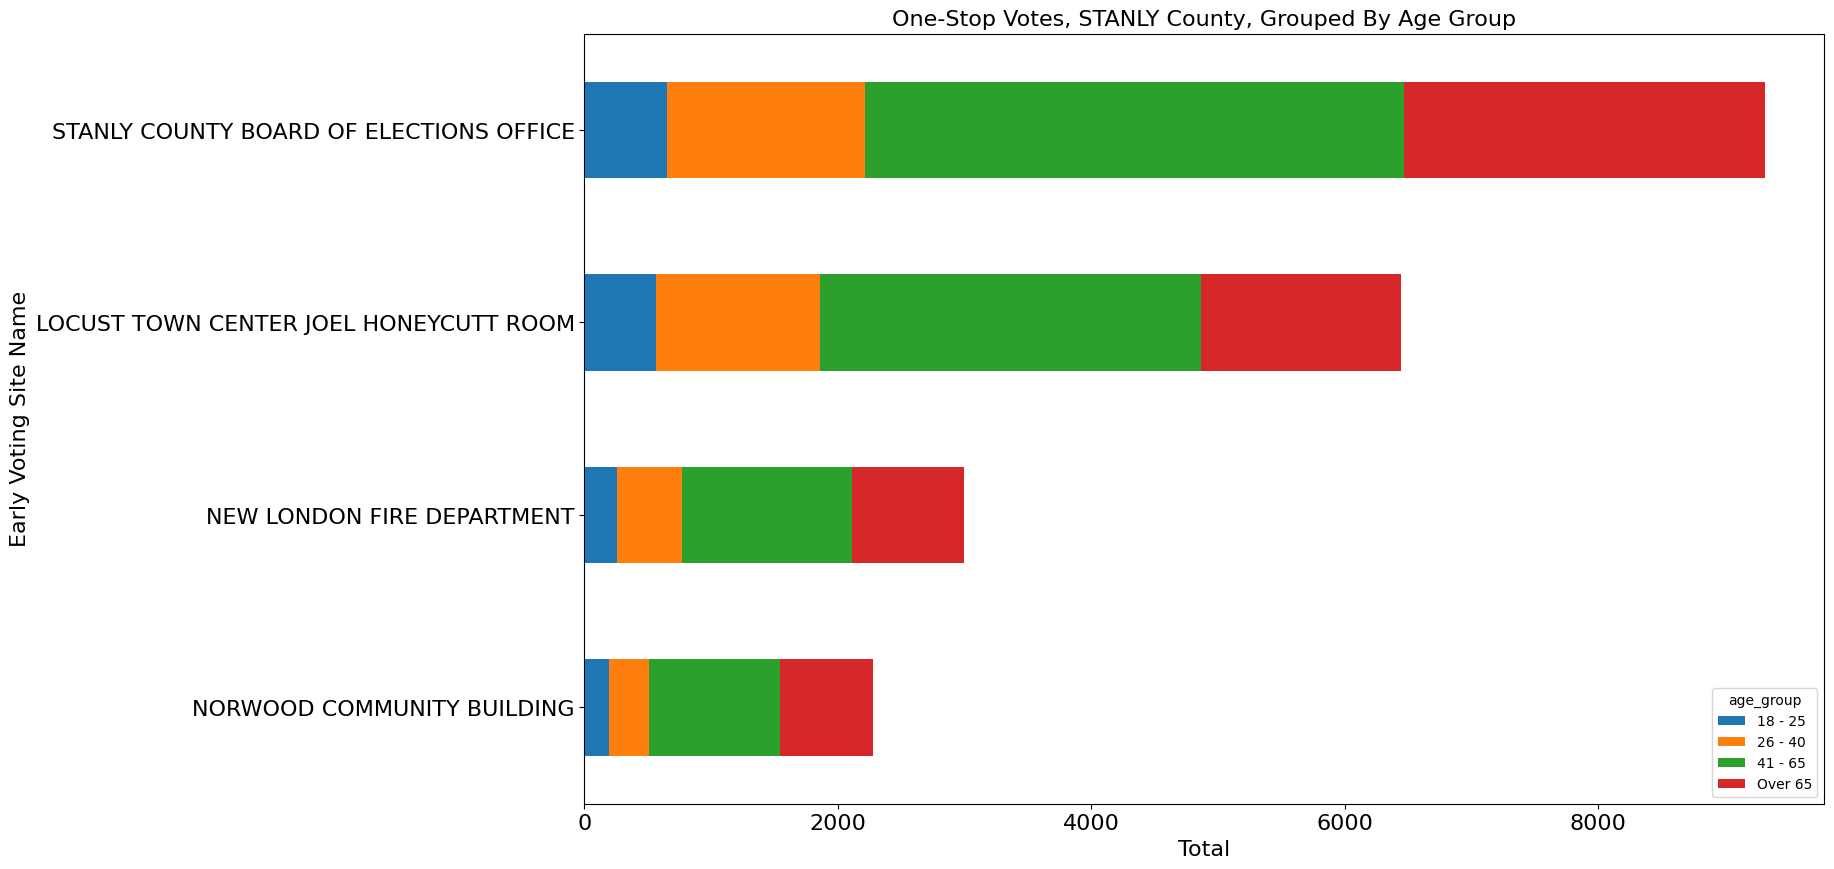 One-Stop Votes, STANLY County, Grouped By Age Group
Early Voting Site Name
STANLY COUNTY BOARD OF ELECTIONS OFFICE
LOCUST TOWN CENTER JOEL HONEYCUTT ROOM
NEW LONDON FIRE DEPARTMENT
NORWOOD COMMUNITY BUILDING
age_group
18 - 25
26 - 40
41 - 65
Over 65
0 2000 4000 6000 8000
Total